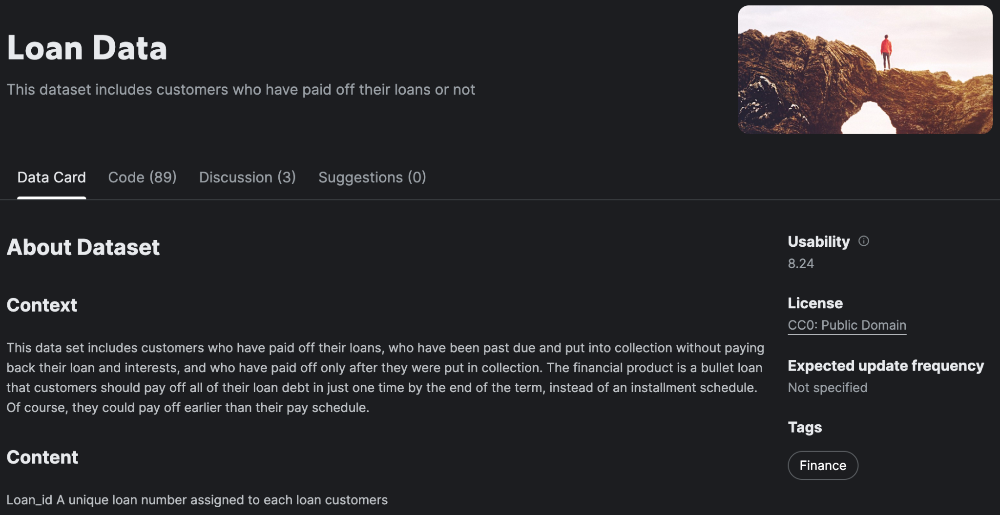 Loan Data
This dataset includes customers who have paid off their loans or not
Data Card
Code (89)
Discussion (3)
Suggestions (0)
About Dataset
Context
This data set includes customers who have paid off their loans, who have been past due and put into collection without paying
back their loan and interests, and who have paid off only after they were put in collection. The financial product is a bullet loan
that customers should pay off all of their loan debt in just one time by the end of the term, instead of an installment schedule.
Of course, they could pay off earlier than their pay schedule.
Content
Loan_id A unique loan number assigned to each loan customers
Usability
8.24
License
CC0: Public Domain
Expected update frequency
Not specified
Tags
Finance